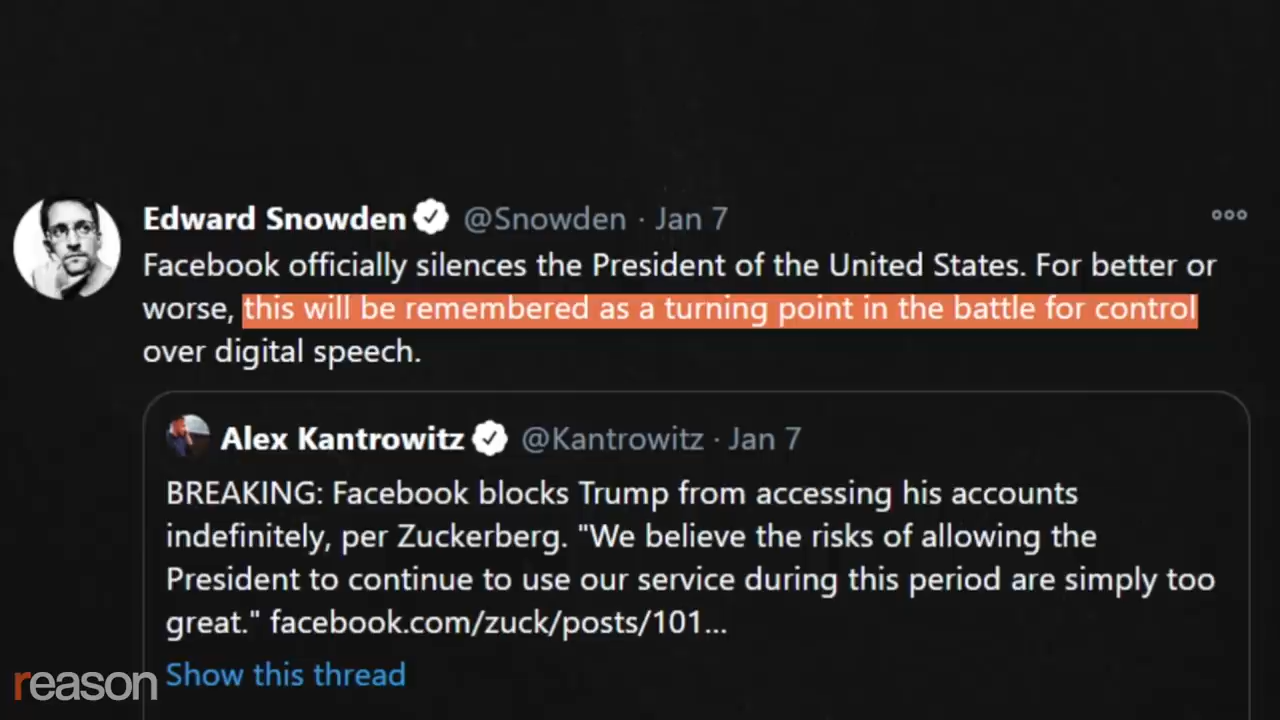 Edward Snowden @Snowden · Jan 7
Facebook officially silences the President of the United States. For better or
worse, this will be remembered as a turning point in the battle for control
over digital speech.
Alex Kantrowitz @Kantrowitz · Jan 7
BREAKING: Facebook blocks Trump from accessing his accounts
indefinitely, per Zuckerberg. "We believe the risks of allowing the
President to continue to use our service during this period are simply too
great." facebook.com/zuck/posts/101...
Show this thread
reason